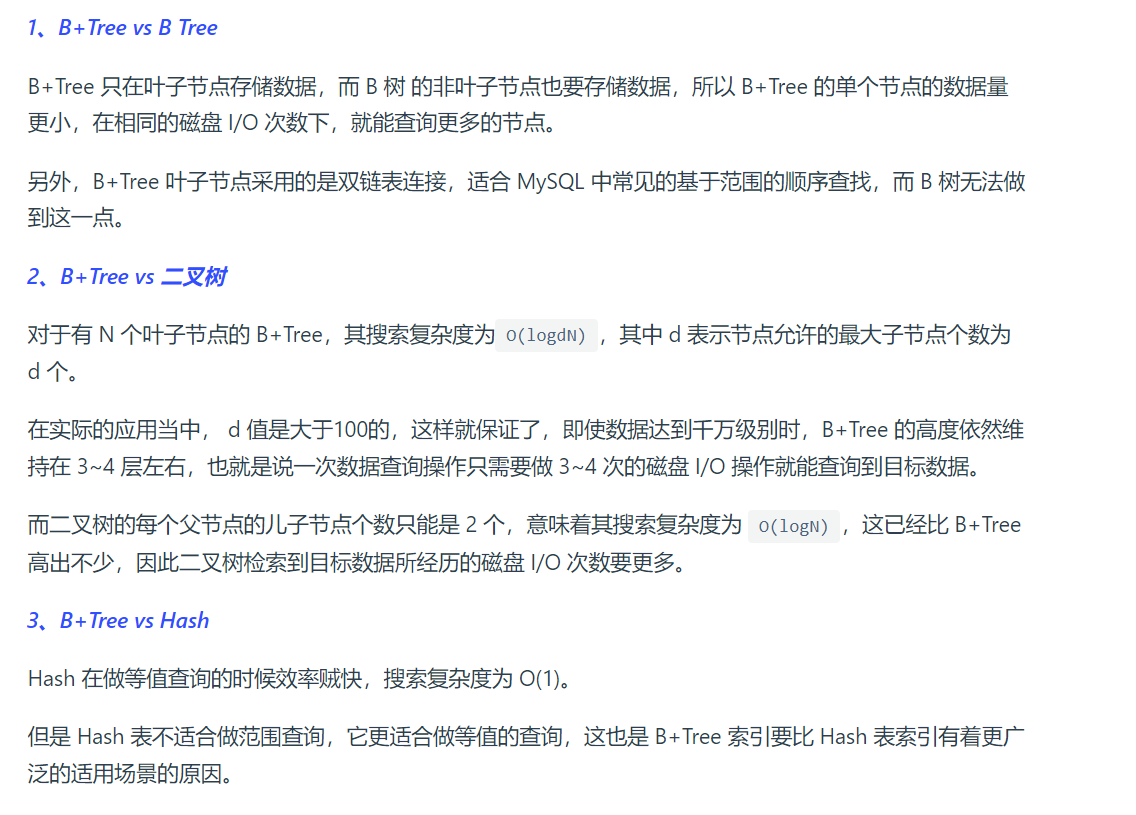 1、B+Tree vs B Tree
B+Tree 只在叶子节点存储数据，而 B 树 的非叶子节点也要存储数据，所以 B+Tree 的单个节点的数据量
更小，在相同的磁盘 I/O 次数下，就能查询更多的节点。
另外，B+Tree 叶子节点采用的是双链表连接，适合 MySQL 中常见的基于范围的顺序查找，而 B 树无法做
到这一点。
2、B+Tree vs 二叉树
对于有 N 个叶子节点的 B+Tree，其搜索复杂度为 O(logdN) ，其中 d 表示节点允许的最大子节点个数为
d 个。
在实际的应用当中， d 值是大于100的，这样就保证了，即使数据达到千万级别时，B+Tree 的高度依然维
持在 3~4 层左右，也就是说一次数据查询操作只需要做 3~4 次的磁盘 I/O 操作就能查询到目标数据。
而二叉树的每个父节点的儿子节点个数只能是 2 个，意味着其搜索复杂度为 O(logN) ，这已经比 B+Tree
高出不少，因此二叉树检索到目标数据所经历的磁盘 I/O 次数要更多。
3、B+Tree vs Hash
Hash 在做等值查询的时候效率贼快，搜索复杂度为 O(1)。
但是 Hash 表不适合做范围查询，它更适合做等值的查询，这也是 B+Tree 索引要比 Hash 表索引有着更广
泛的适用场景的原因。